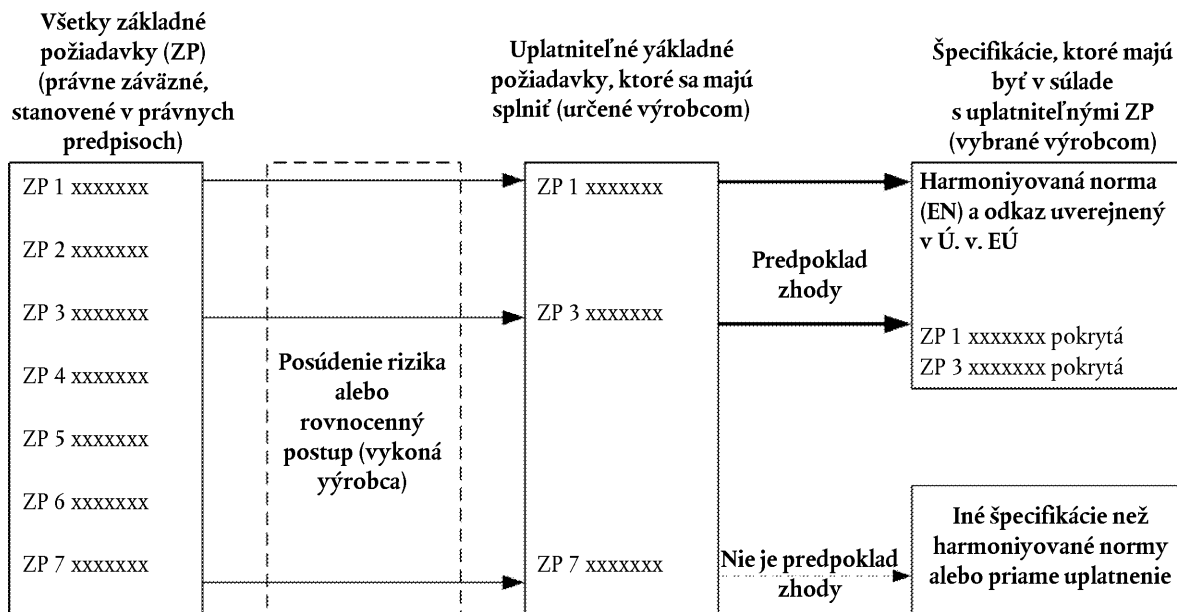 Všetky základné
požiadavky (ZP)
(právne záväzné,
stanovené v právnych
predpisoch)
ZP 1 xxxxxxx
ZP 2 xxxxxxx
ZP 3 xxxxxxx
ZP 4 xxxxxxx
ZP 5 xxxxxxx
ZP 6 xxxxxxx
ZP 7 xxxxxxx
Posúdenie rizika
alebo
rovnocenný
postup (vykoná
yýrobca)
Uplatniteľné yákladné
požiadavky, ktoré sa majú
splniť (určené výrobcom)
ZP 1 xxxxxxx
ZP 3 xxxxxxx
ZP 7 xxxxxxx
Predpoklad
zhody
Nie je predpoklad
zhody
Špecifikácie, ktoré majú
byť v súlade
s uplatniteľnými ZP
(vybrané výrobcom)
Harmoniyovaná norma
(EN) a odkaz uverejnený
v Ú. v. EÚ
ZP 1 xxxxxxx pokrytá
ZP 3 xxxxxxx pokrytá
Iné špecifikácie než
harmoniyované normy
alebo priame uplatnenie